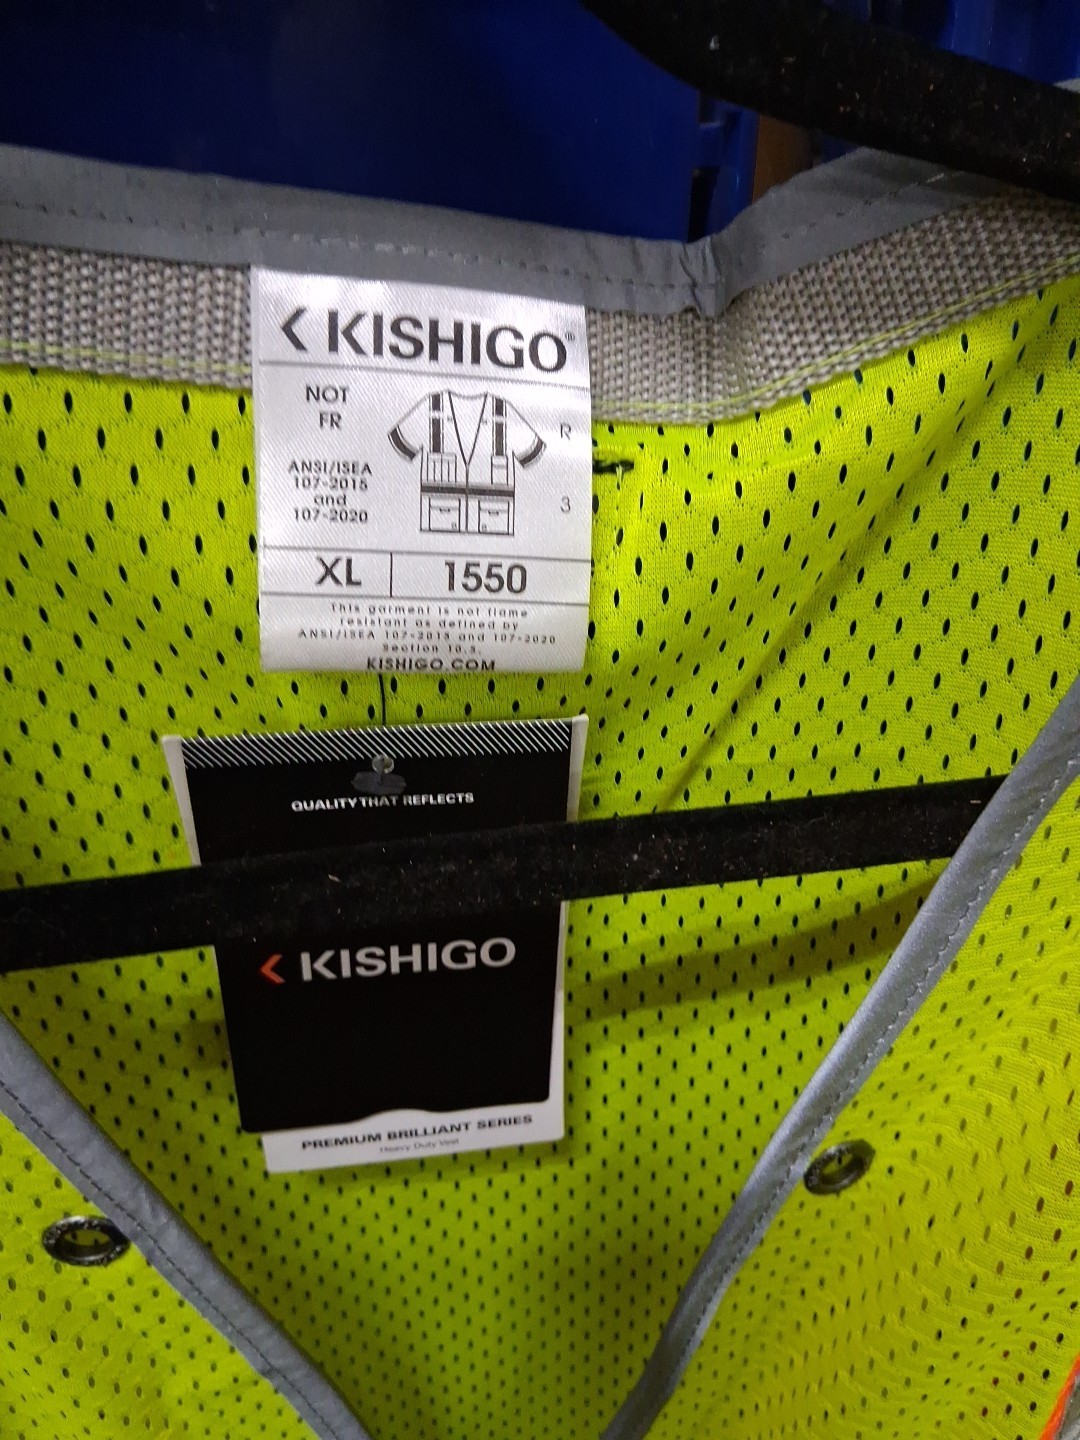 KISHIGO®
NOT
FR
ANSI/ISEA
107-2015
and
107-2020
R
3
XL
1550
This garment is not flame
resistant as defined by
ANSI/ISEA 107-2015 and 107-2020
Section 10.5.
KISHIGO.COM
QUALITY THAT REFLECTS
KISHIGO
PREMIUM BRILLIANT SERIES
Heavy Duty Vest